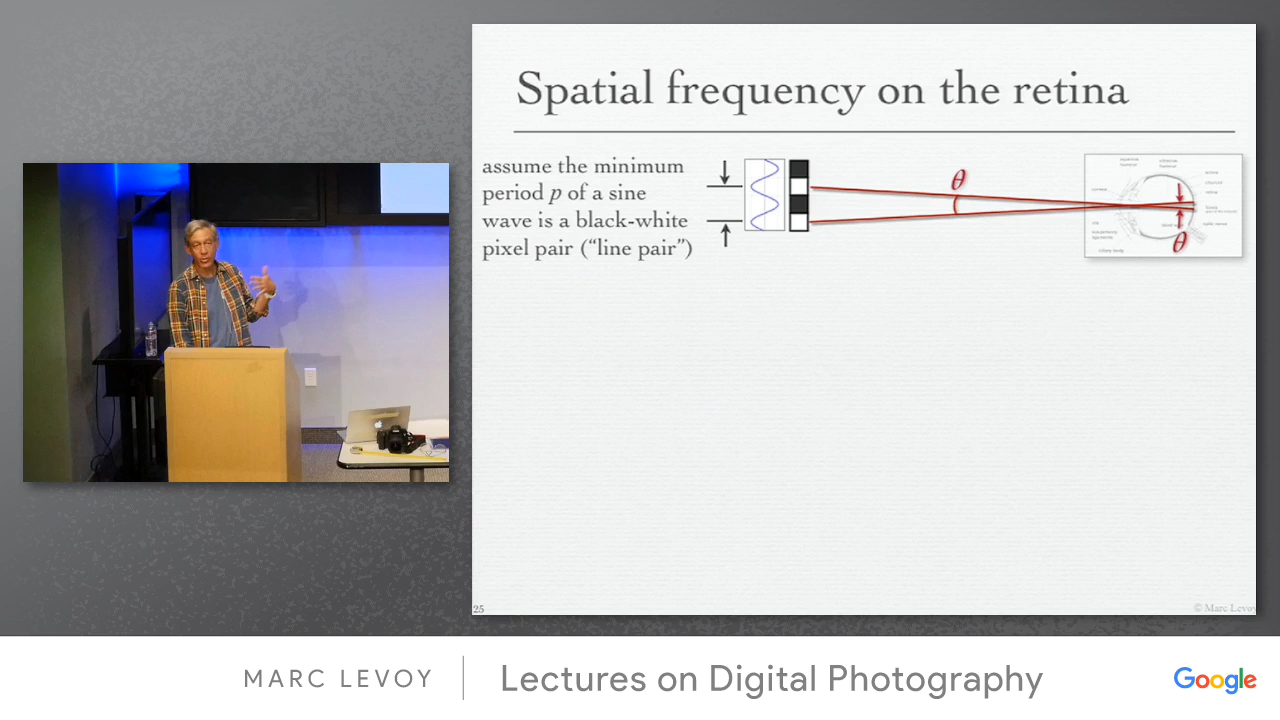 Spatial frequency on the retina
assume the minimum
period p of a sine
wave is a black-white
pixel pair (“line pair”)
θ
θ
25
© Marc Levoy
MARC LEVOY
Lectures on Digital Photography
Google